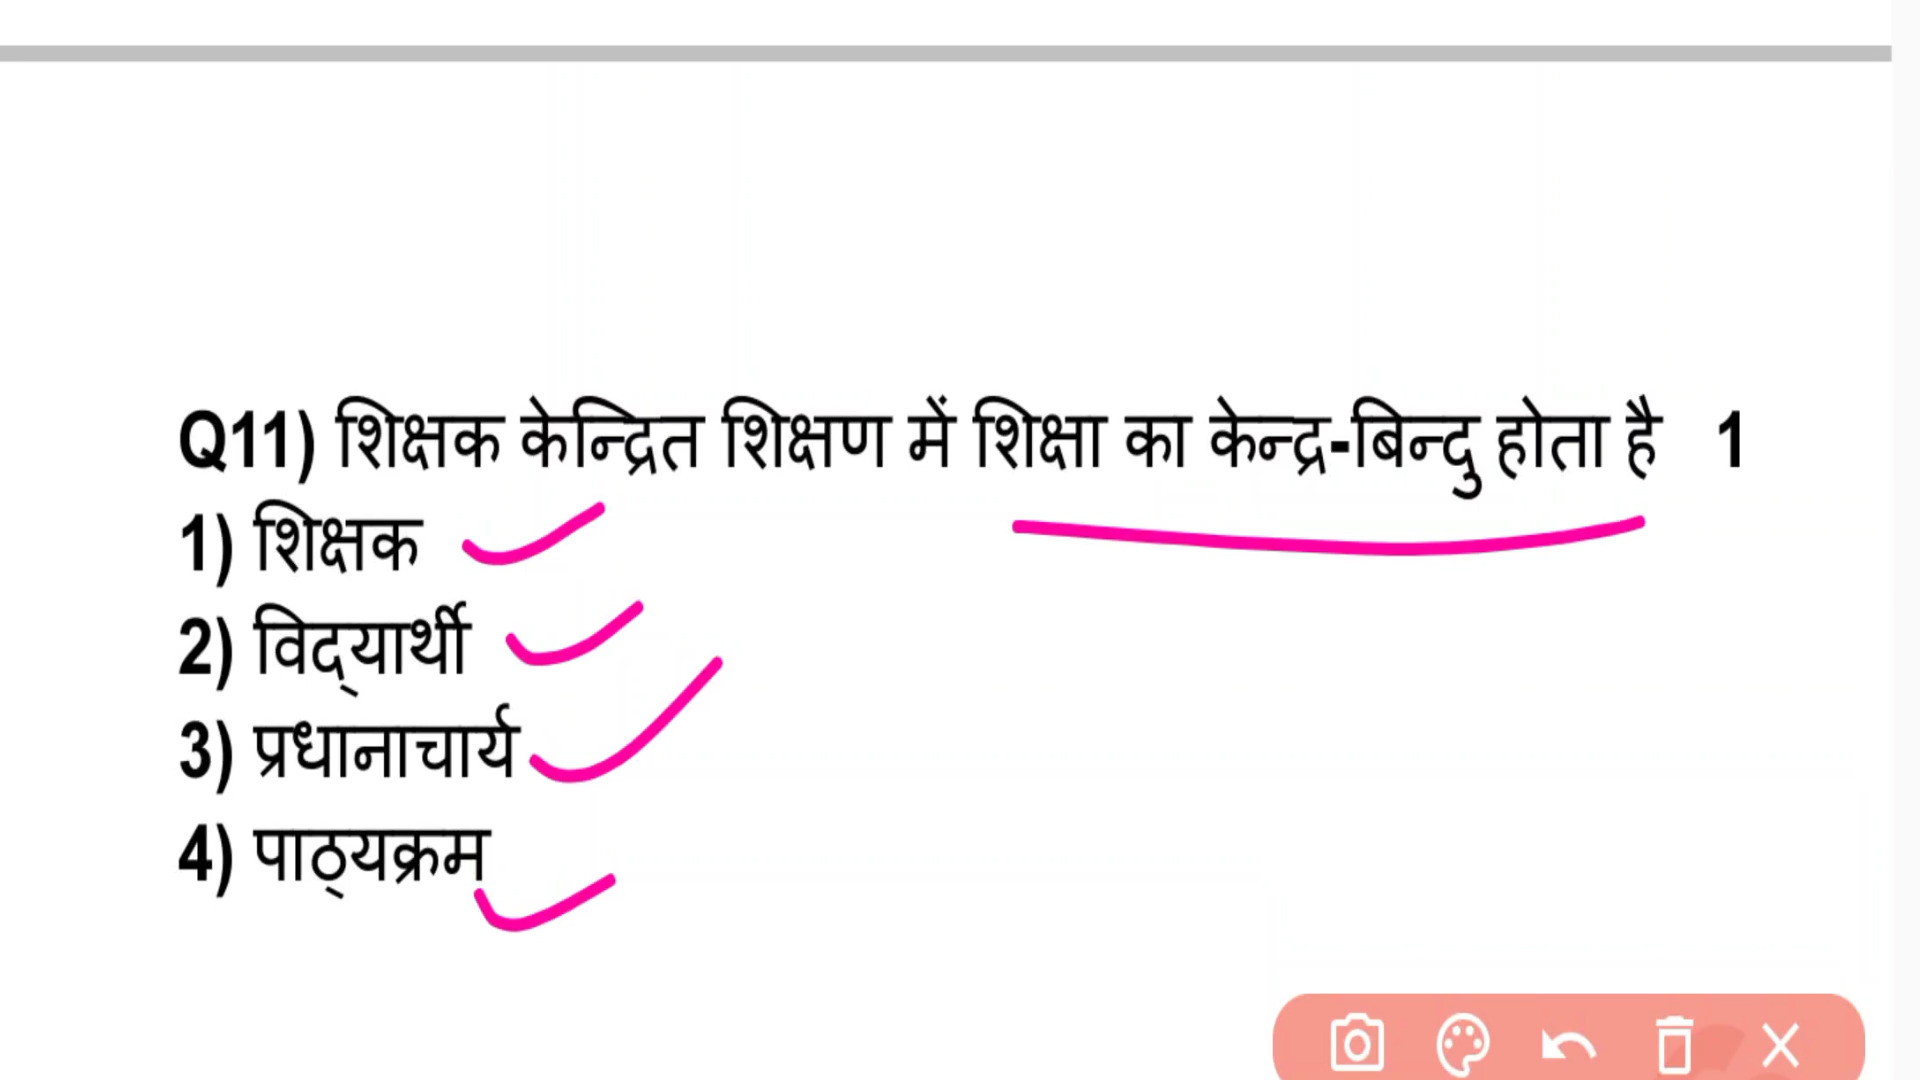 Q11) शिक्षक केन्द्रित शिक्षण में शिक्षा का केन्द्र-बिन्दु होता है 1
1) शिक्षक
2) विद्‌यार्थी
3) प्रधानाचार्य
4) पाठ्‌यक्रम